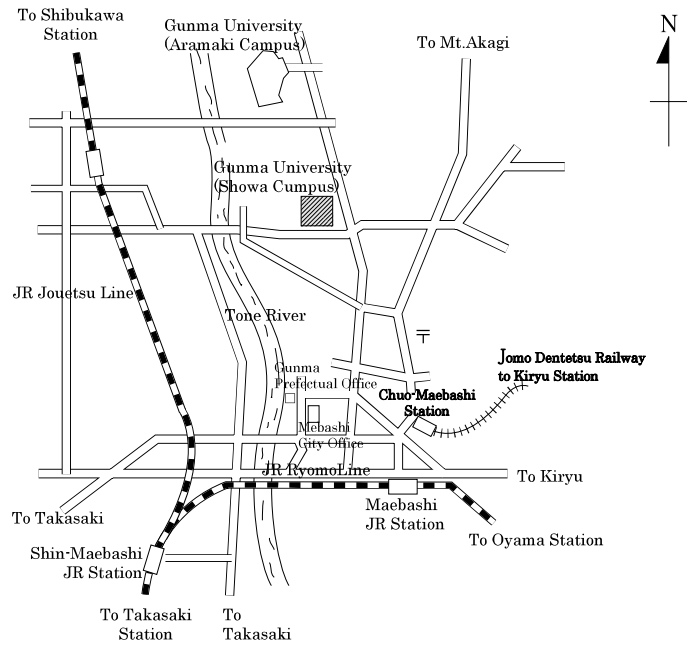 To Shibukawa
Station
Gunma University
(Aramaki Campus)
To Mt.Akagi
N
Gunma University
(Showa Cumpus)
JR Jouetsu Line
Tone River
〒
Gunma
Prefectual Office
Jomo Dentetsu Railway
to Kiryu Station
Chuo-Maebashi
Station
Mebashi
City Office
JR RyomoLine
To Kiryu
Maebashi
JR Station
To Takasaki
To Oyama Station
Shin-Maebashi
JR Station
To Takasaki
Station
To
Takasaki